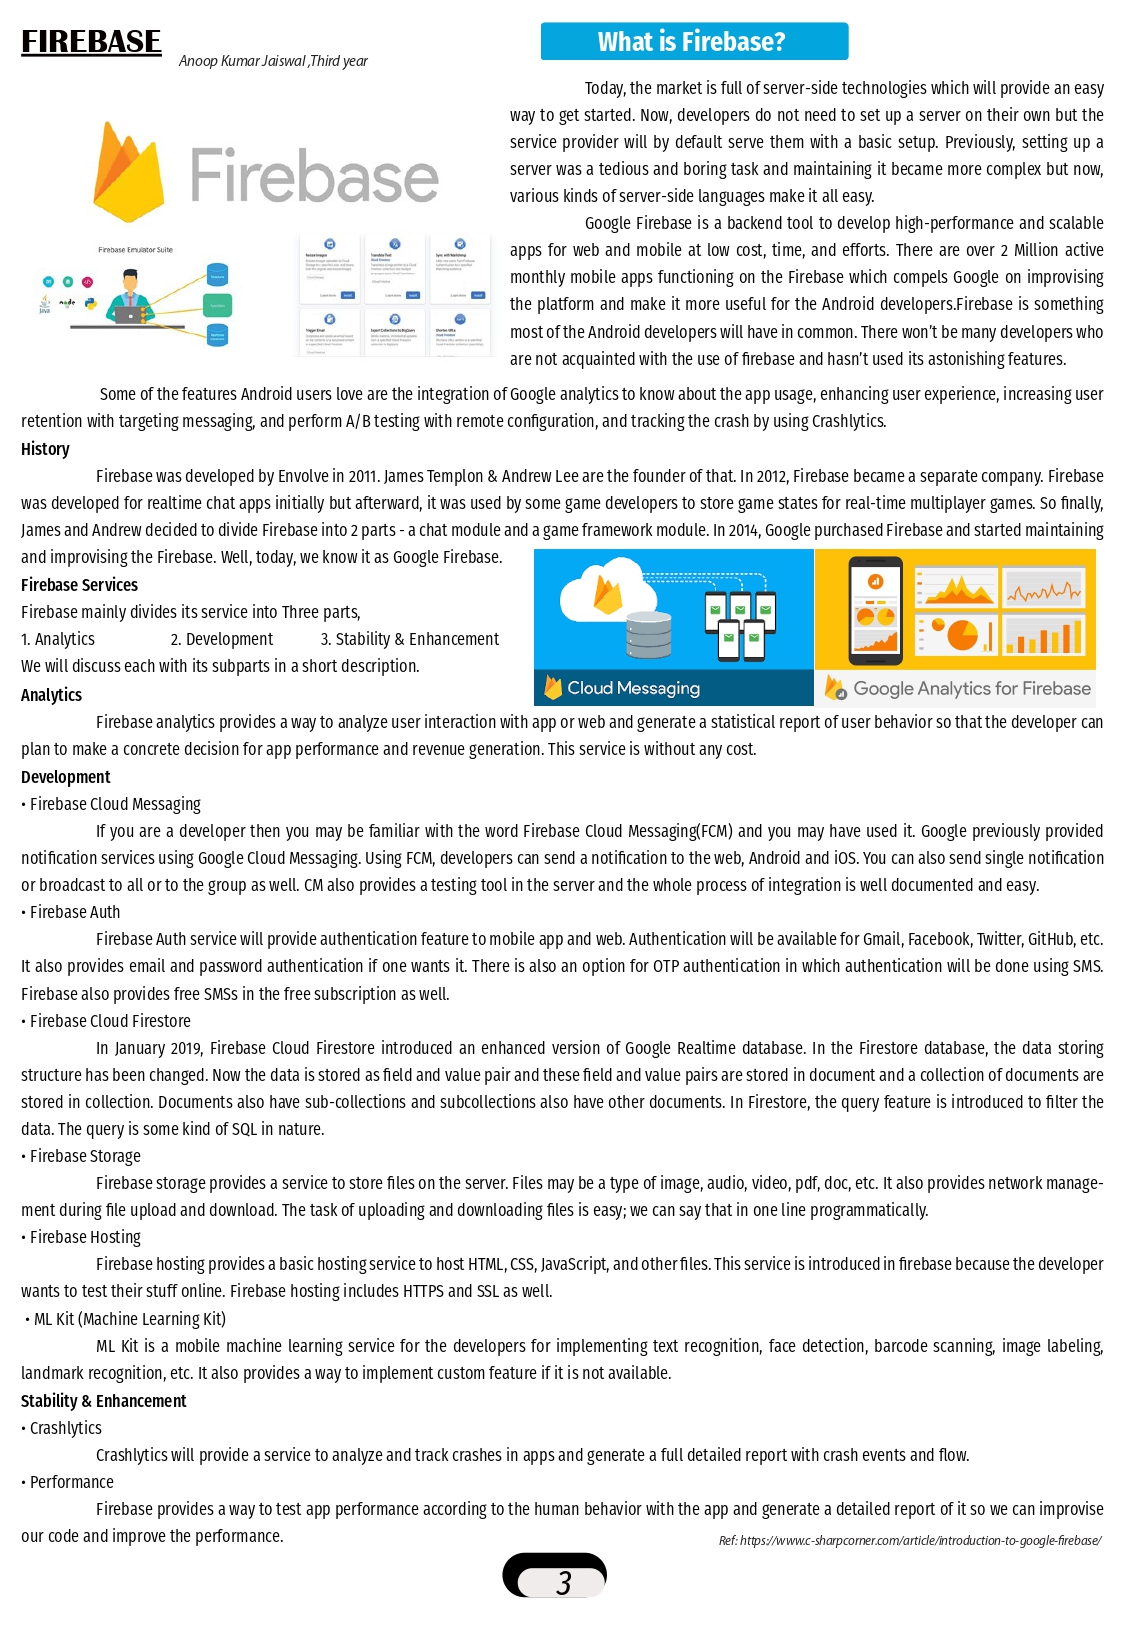 FIREBASE
Anoop Kumar Jaiswal ,Third year
What is Firebase?
Firebase
Firebase Emulator Suite
Java
node
Resize Images
Translate Text
Sync with Mailchimp
Trigger Email
Export Collections to BigQuery
Shorten URLs
Today, the market is full of server-side technologies which will provide an easy
way to get started. Now, developers do not need to set up a server on their own but the
service provider will by default serve them with a basic setup. Previously, setting up a
server was a tedious and boring task and maintaining it became more complex but now,
various kinds of server-side languages make it all easy.
Google Firebase is a backend tool to develop high-performance and scalable
apps for web and mobile at low cost, time, and efforts. There are over 2 Million active
monthly mobile apps functioning on the Firebase which compels Google on improvising
the platform and make it more useful for the Android developers.Firebase is something
most of the Android developers will have in common. There won't be many developers who
are not acquainted with the use of firebase and hasn't used its astonishing features.
Some of the features Android users love are the integration of Google analytics to know about the app usage, enhancing user experience, increasing user
retention with targeting messaging, and perform A/B testing with remote configuration, and tracking the crash by using Crashlytics.
History
Firebase was developed by Envolve in 2011. James Templon & Andrew Lee are the founder of that. In 2012, Firebase became a separate company. Firebase
was developed for realtime chat apps initially but afterward, it was used by some game developers to store game states for real-time multiplayer games. So finally,
James and Andrew decided to divide Firebase into 2 parts - a chat module and a game framework module. In 2014, Google purchased Firebase and started maintaining
and improvising the Firebase. Well, today, we know it as Google Firebase.
Firebase Services
Firebase mainly divides its service into Three parts,
1. Analytics 2. Development 3. Stability & Enhancement
We will discuss each with its subparts in a short description.
Cloud Messaging
Google Analytics for Firebase
Analytics
Firebase analytics provides a way to analyze user interaction with app or web and generate a statistical report of user behavior so that the developer can
plan to make a concrete decision for app performance and revenue generation. This service is without any cost.
Development
• Firebase Cloud Messaging
If you are a developer then you may be familiar with the word Firebase Cloud Messaging(FCM) and you may have used it. Google previously provided
notification services using Google Cloud Messaging. Using FCM, developers can send a notification to the web, Android and iOS. You can also send single notification
or broadcast to all or to the group as well. CM also provides a testing tool in the server and the whole process of integration is well documented and easy.
• Firebase Auth
Firebase Auth service will provide authentication feature to mobile app and web. Authentication will be available for Gmail, Facebook, Twitter, GitHub, etc.
It also provides email and password authentication if one wants it. There is also an option for OTP authentication in which authentication will be done using SMS.
Firebase also provides free SMSs in the free subscription as well.
• Firebase Cloud Firestore
In January 2019, Firebase Cloud Firestore introduced an enhanced version of Google Realtime database. In the Firestore database, the data storing
structure has been changed. Now the data is stored as field and value pair and these field and value pairs are stored in document and a collection of documents are
stored in collection. Documents also have sub-collections and subcollections also have other documents. In Firestore, the query feature is introduced to filter the
data. The query is some kind of SQL in nature.
• Firebase Storage
Firebase storage provides a service to store files on the server. Files may be a type of image, audio, video, pdf, doc, etc. It also provides network manage-
ment during file upload and download. The task of uploading and downloading files is easy; we can say that in one line programmatically.
• Firebase Hosting
Firebase hosting provides a basic hosting service to host HTML, CSS, JavaScript, and other files. This service is introduced in firebase because the developer
wants to test their stuff online. Firebase hosting includes HTTPS and SSL as well.
• ML Kit (Machine Learning Kit)
ML Kit is a mobile machine learning service for the developers for implementing text recognition, face detection, barcode scanning, image labeling,
landmark recognition, etc. It also provides a way to implement custom feature if it is not available.
Stability & Enhancement
• Crashlytics
Crashlytics will provide a service to analyze and track crashes in apps and generate a full detailed report with crash events and flow.
• Performance
Firebase provides a way to test app performance according to the human behavior with the app and generate a detailed report of it so we can improvise
our code and improve the performance.
Ref: https://www.c-sharpcorner.com/article/introduction-to-google-firebase/
3